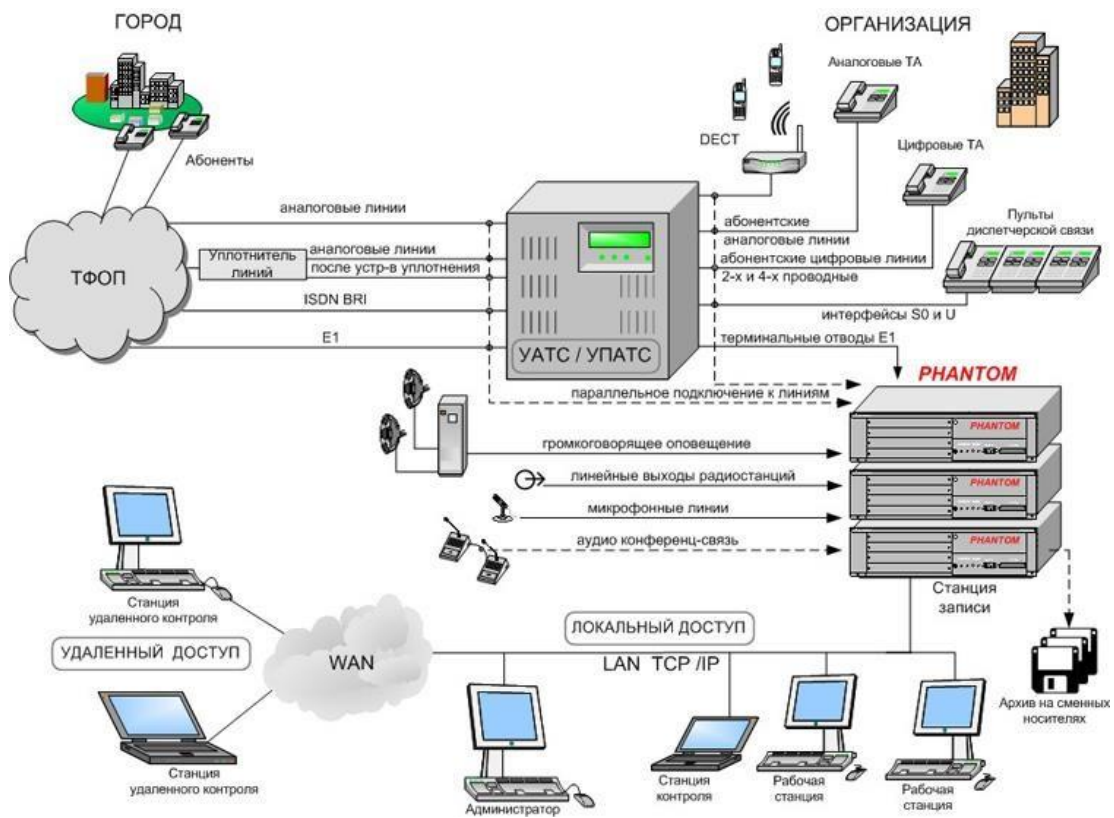 ГОРОД
ОРГАНИЗАЦИЯ
Аналоговые ТА
DECT
Абоненты
Цифровые ТА
Пульты
диспетчерской связи
аналоговые линии
абонентские
аналоговые линии
Уплотнитель
линий
аналоговые линии
после устр-в уплотнения
абонентские цифровые линии
2-х и 4-х проводные
ТФОП
ISDN BRI
интерфейсы S0 и U
E1
УАТС / УПАТС
терминальные отводы E1
PHANTOM
параллельное подключение к линиям
PHANTOM
громкоговорящее оповещение
линейные выходы радиостанций
микрофонные линии
PHANTOM
аудио конференц-связь
Станция
записи
Станция
удаленного контроля
УДАЛЕННЫЙ ДОСТУП
WAN
ЛОКАЛЬНЫЙ ДОСТУП
LAN TCP /IP
Архив на сменных
носителях
Станция
удаленного контроля
Администратор
Станция
контроля
Рабочая
станция
Рабочая
станция